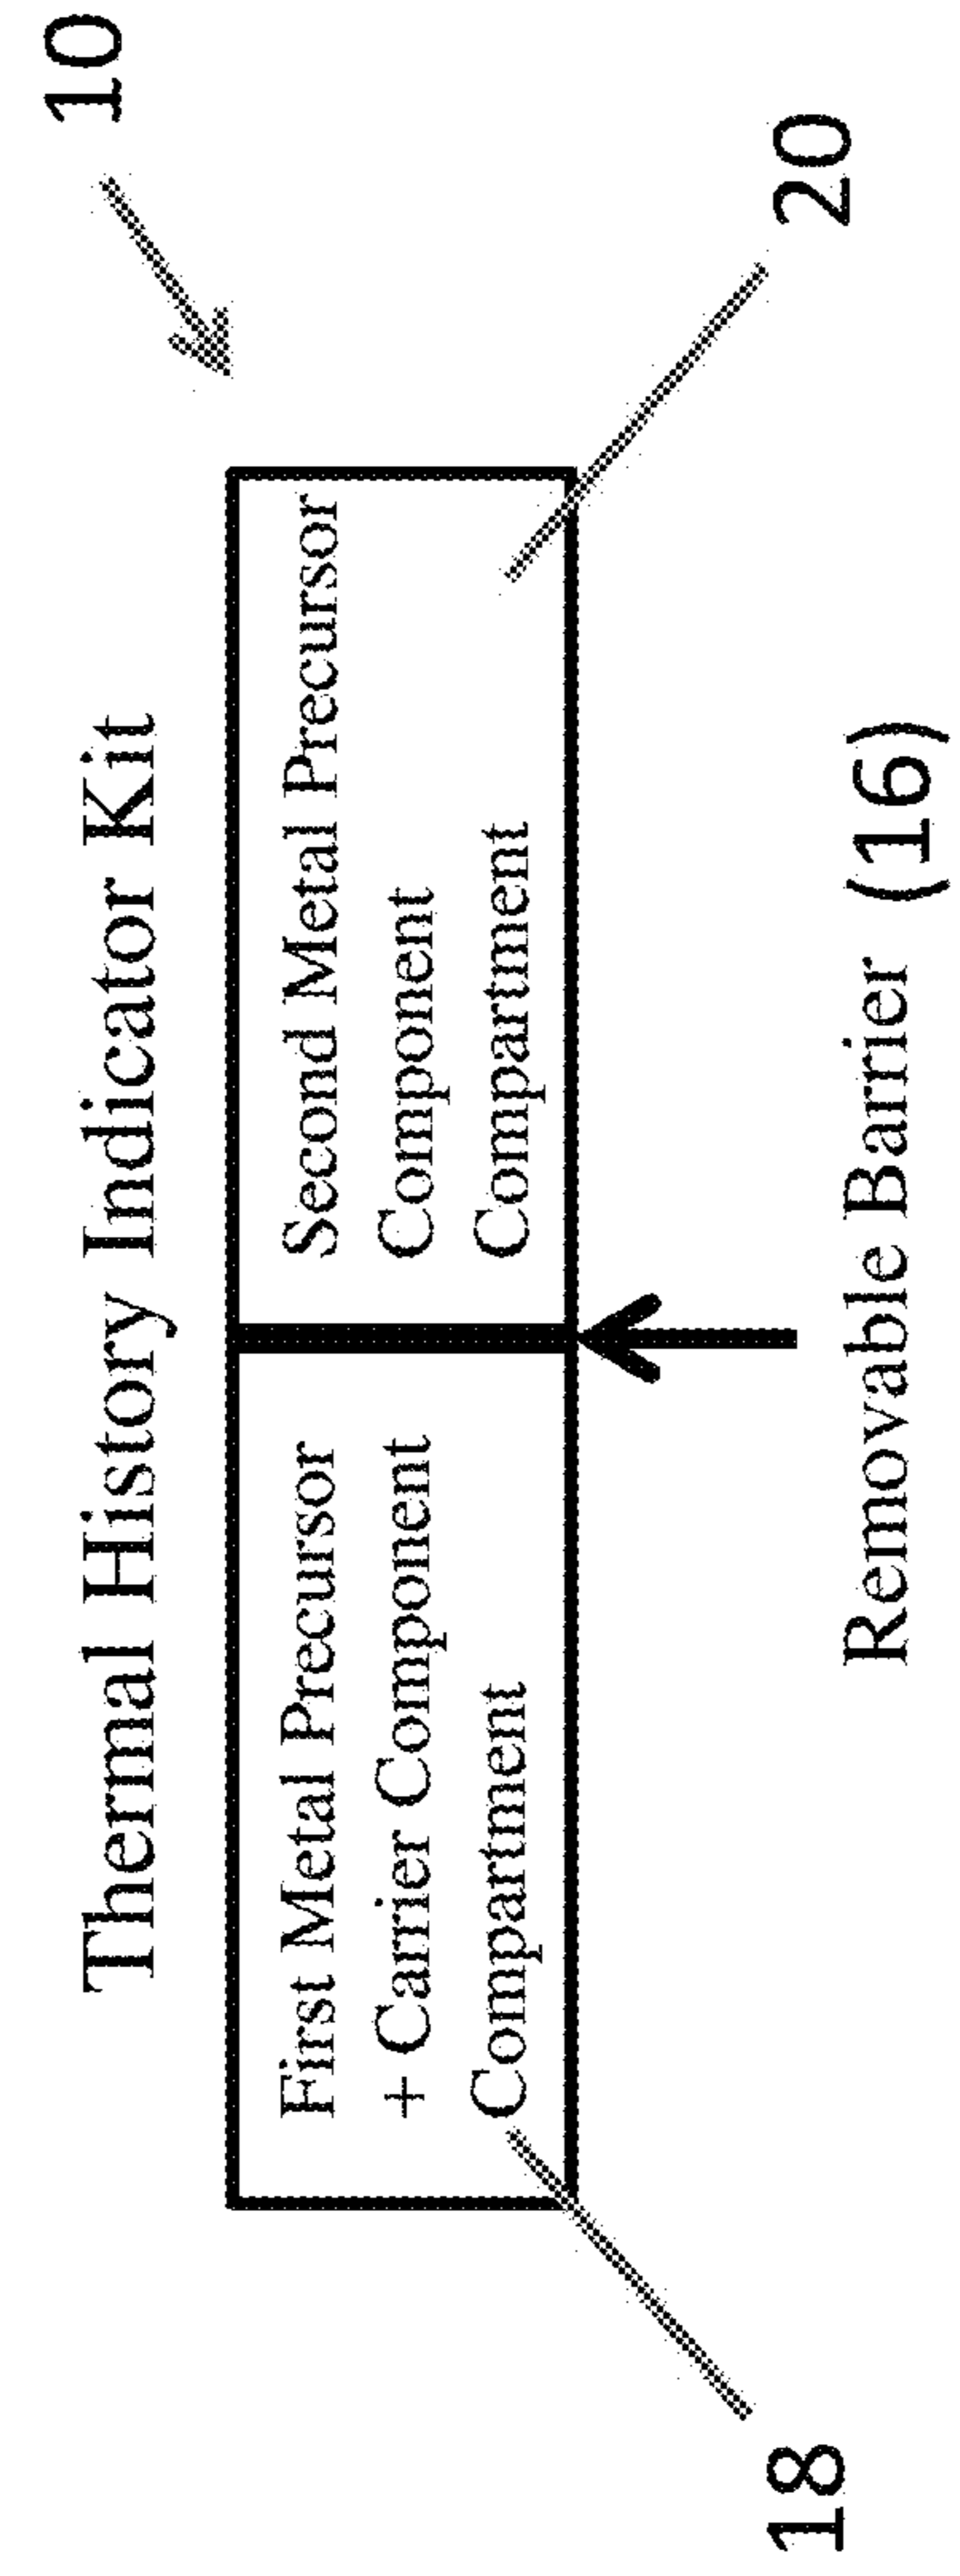 10
Thermal History Indicator Kit
First Metal Precursor
+ Carrier Component
Compartment
Second Metal Precursor
Component
Compartment
18
20
Removable Barrier (16)